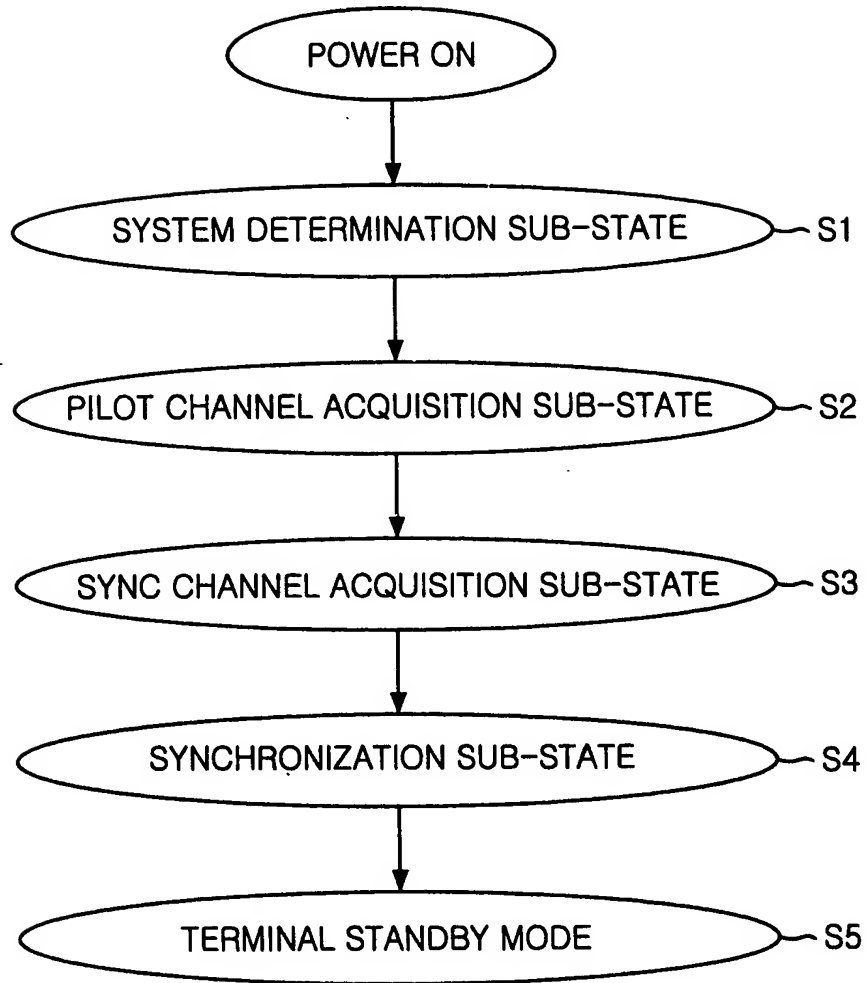 POWER ON
SYSTEM DETERMINATION SUB-STATE S1
PILOT CHANNEL ACQUISITION SUB-STATE S2
SYNC CHANNEL ACQUISITION SUB-STATE S3
SYNCHRONIZATION SUB-STATE S4
TERMINAL STANDBY MODE S5